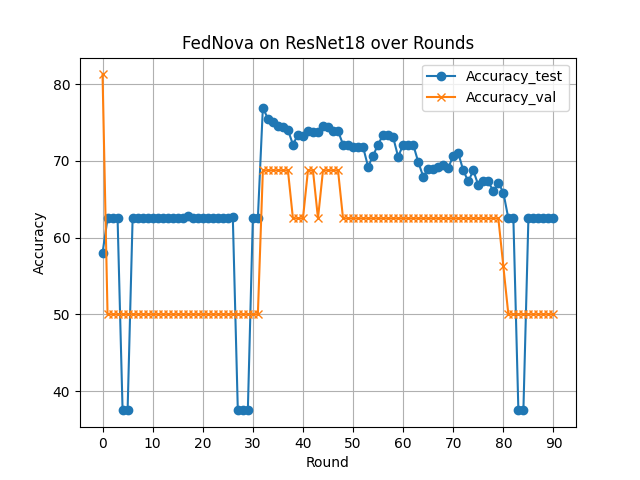 FedNova on ResNet18 over Rounds
Accuracy_test
Accuracy_val
80
70
60
50
40
Accuracy
0 10 20 30 40 50 60 70 80 90
Round